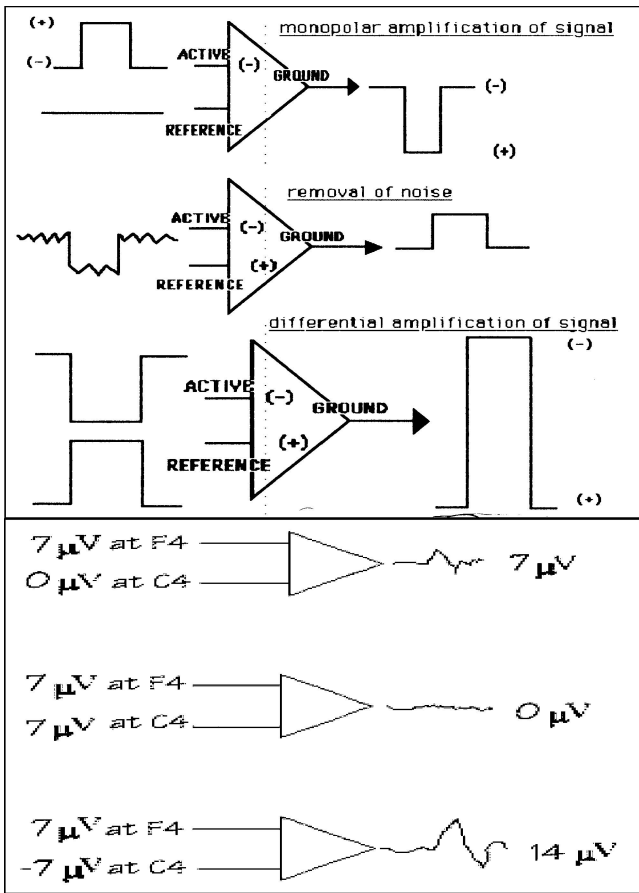 (+)
monopolar amplification of signal
ACTIVE
(-)
(-)
GROUND
(-)
REFERENCE
(+)
removal of noise
ACTIVE
(-)
GROUND
(+)
REFERENCE
differential amplification of signal
(-)
ACTIVE
(-)
GROUND
(+)
REFERENCE
(+)
7 µV at F4
0 µV at C4
7 µV
7 µV at F4
7 µV at C4
0 µV
7 µV at F4
-7 µV at C4
14 µV